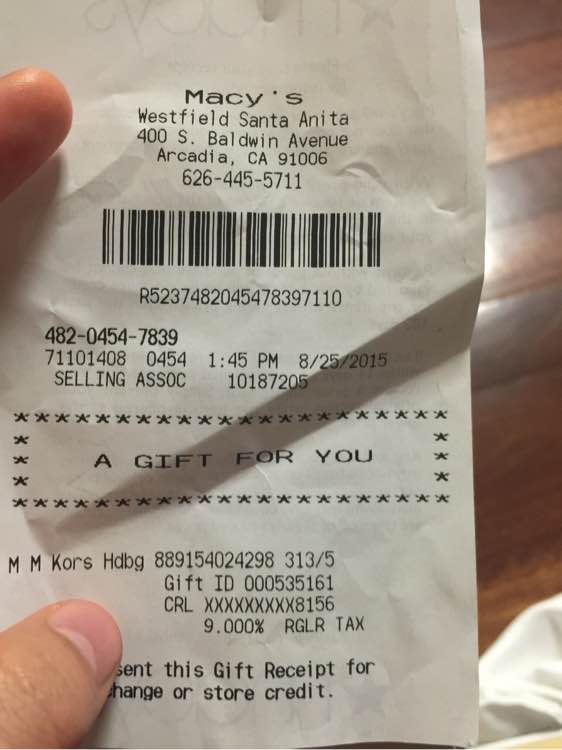 Macy's
Westfield Santa Anita
400 S. Baldwin Avenue
Arcadia, CA 91006
626-445-5711
R5237482045478397110
482-0454-7839
71101408 0454 1:45 PM 8/25/2015
SELLING ASSOC 10187205
* * * * * * * * * * * * * * * * * * * * * *
* *
* A GIFT FOR YOU *
* *
* * * * * * * * * * * * * * * * * * * * * *
M M Kors Hdbg 889154024298 313/5
Gift ID 000535161
CRL XXXXXXXXX8156
9.000% RGLR TAX
sent this Gift Receipt for
change or store credit.